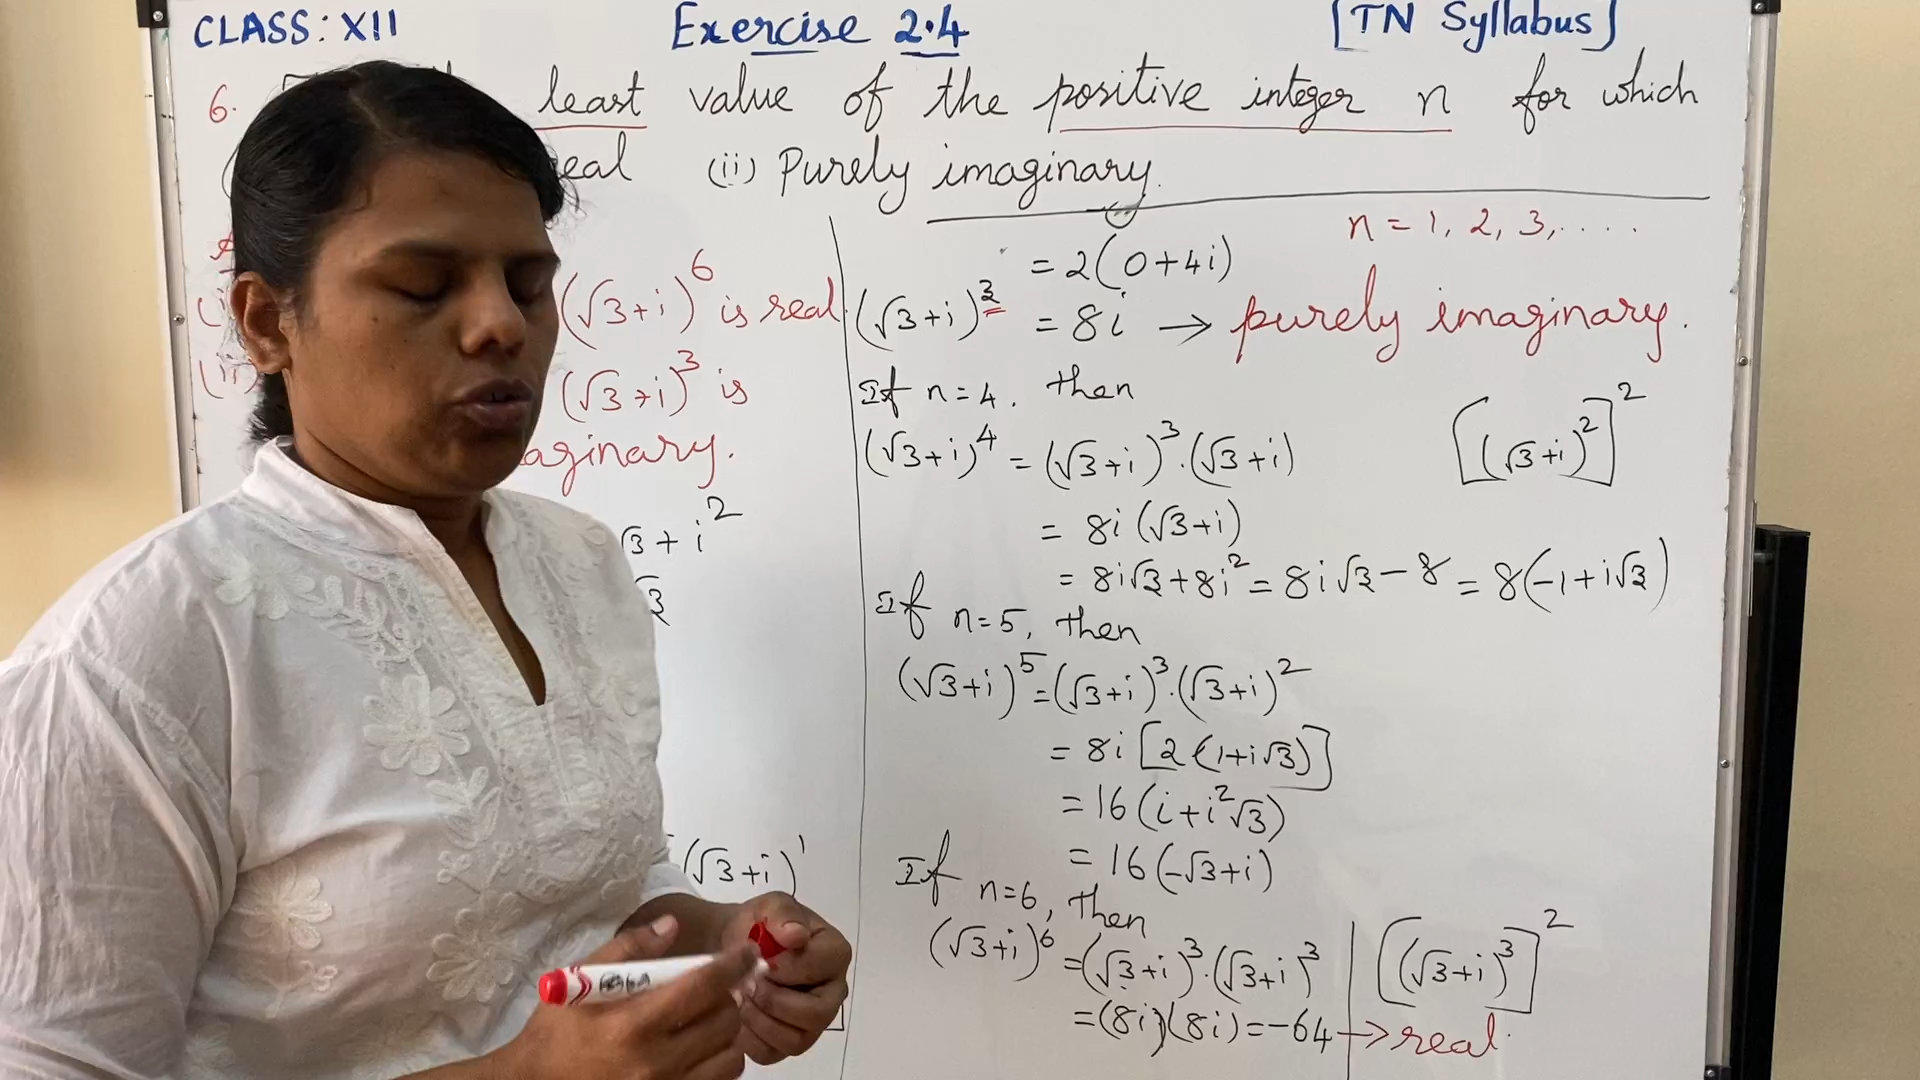 CLASS: XII
Exercise 2.4
[TN Syllabus]
6. least value of the positive integer n for which
eal (ii) Purely imaginary.
n = 1, 2, 3, ....
(√3+i)^6 is real.
(√3+i)^3 is
aginary.
√3 + i^2
(√3+i)^1
= 2(0+4i)
(√3+i)^3 = 8i → purely imaginary.
If n=4, then
(√3+i)^4 = (√3+i)^3.(√3+i)
[(√3+i)^2]^2
= 8i(√3+i)
= 8i√3+8i^2 = 8i√3-8 = 8(-1+i√3)
If n=5, then
(√3+i)^5 = (√3+i)^3.(√3+i)^2
= 8i[2(1+i√3)]
= 16(i+i^2√3)
= 16(-√3+i)
If n=6, then
(√3+i)^6 = (√3+i)^3.(√3+i)^3
[(√3+i)^3]^2
= (8i)(8i) = -64 → real.